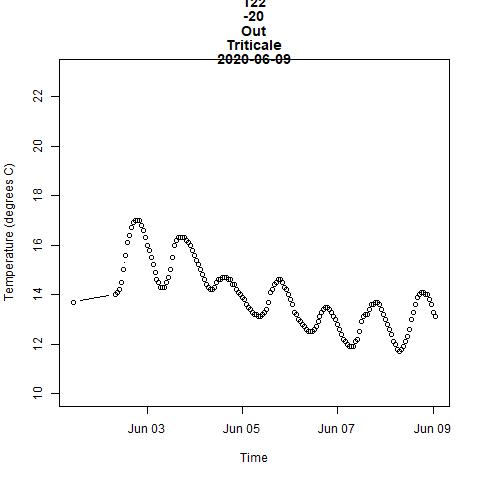 122
-20
Out
Triticale
2020-06-09
Temperature (degrees C)
22
20
18
16
14
12
10
Jun 03
Jun 05
Jun 07
Jun 09
Time